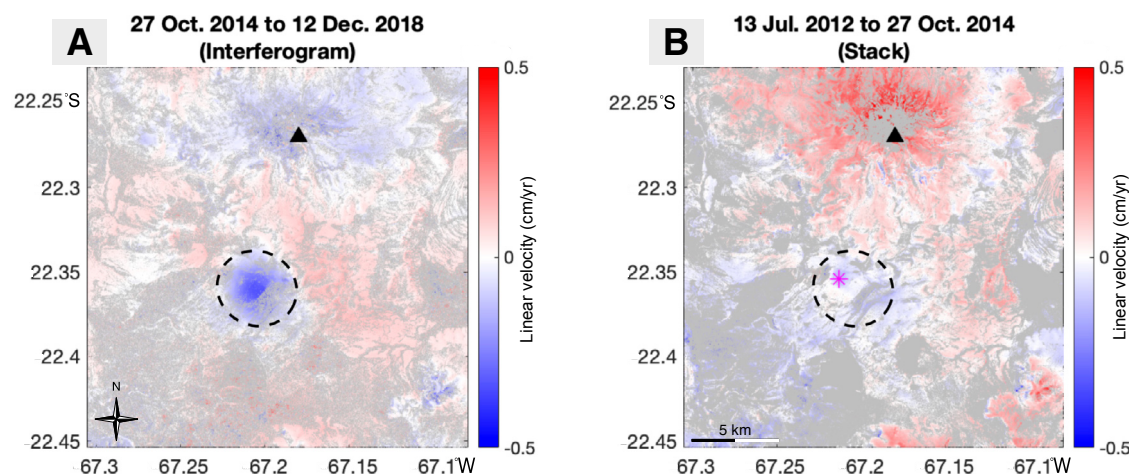 A
27 Oct. 2014 to 12 Dec. 2018
(Interferogram)
22.25°S
22.3
22.35
22.4
22.45
67.3
67.25
67.2
67.15
67.1°W
N
0.5
0
-0.5
Linear velocity (cm/yr)
B
13 Jul. 2012 to 27 Oct. 2014
(Stack)
22.25°S
22.3
22.35
22.4
22.45
67.3
67.25
67.2
67.15
67.1°W
5 km
0.5
0
-0.5
Linear velocity (cm/yr)